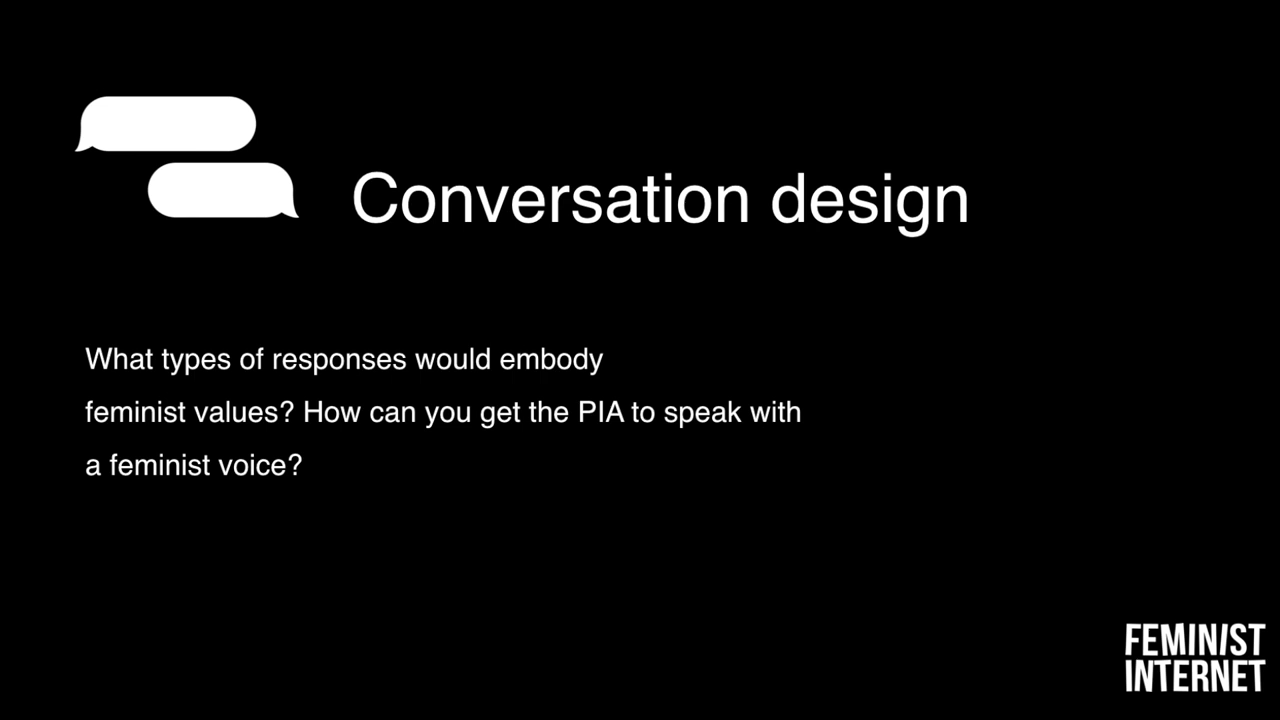 Conversation design
What types of responses would embody
feminist values? How can you get the PIA to speak with
a feminist voice?
FEMINIST
INTERNET